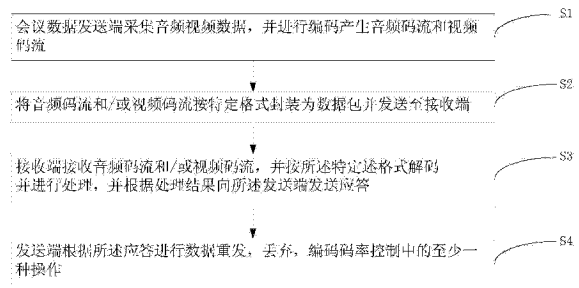 会议数据发送端采集音频视频数据，并进行编码产生音频码流和视频
码流
S1
将音频码流和/或视频码流按特定格式封装为数据包并发送至接收端
S2
接收端接收音频码流和/或视频码流，并按所述特定述格式解码
并进行处理，并根据处理结果向所述发送端发送应答
S3
发送端根据所述应答进行数据重发，丢弃，编码码率控制中的至少一
种操作
S4